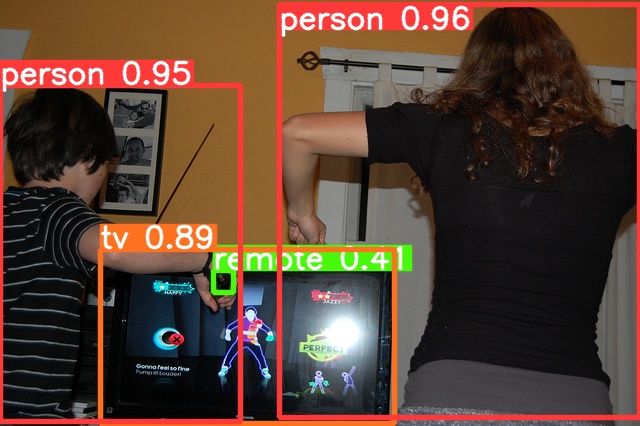 person 0.96
person 0.95
tv 0.89
remote 0.41
HAPPY
JAZZY
PERFECT
Gonna feel so fine
Pump it! Louder!